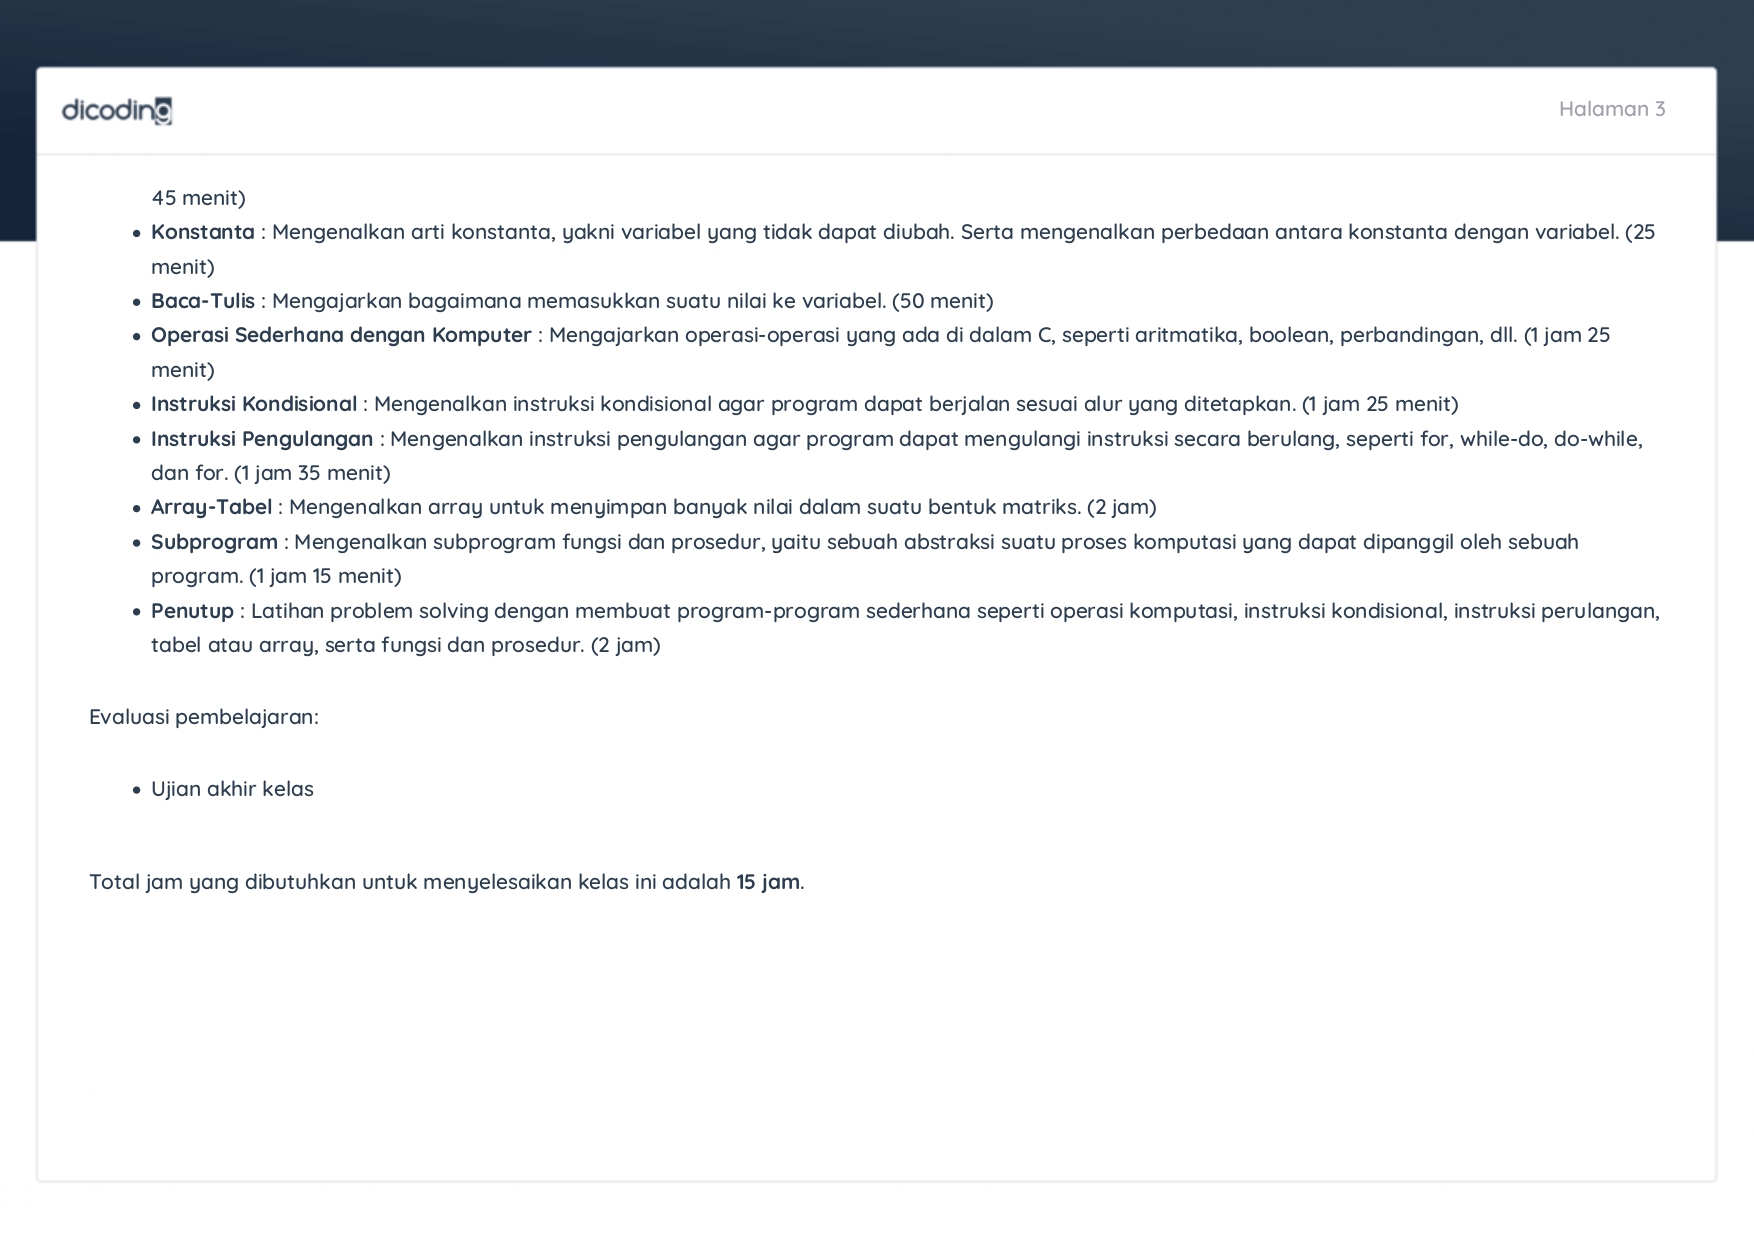 dicoding
Halaman 3
45 menit)
• Konstanta : Mengenalkan arti konstanta, yakni variabel yang tidak dapat diubah. Serta mengenalkan perbedaan antara konstanta dengan variabel. (25
menit)
• Baca-Tulis : Mengajarkan bagaimana memasukkan suatu nilai ke variabel. (50 menit)
• Operasi Sederhana dengan Komputer : Mengajarkan operasi-operasi yang ada di dalam C, seperti aritmatika, boolean, perbandingan, dll. (1 jam 25
menit)
• Instruksi Kondisional : Mengenalkan instruksi kondisional agar program dapat berjalan sesuai alur yang ditetapkan. (1 jam 25 menit)
• Instruksi Pengulangan : Mengenalkan instruksi pengulangan agar program dapat mengulangi instruksi secara berulang, seperti for, while-do, do-while,
dan for. (1 jam 35 menit)
• Array-Tabel : Mengenalkan array untuk menyimpan banyak nilai dalam suatu bentuk matriks. (2 jam)
• Subprogram : Mengenalkan subprogram fungsi dan prosedur, yaitu sebuah abstraksi suatu proses komputasi yang dapat dipanggil oleh sebuah
program. (1 jam 15 menit)
• Penutup : Latihan problem solving dengan membuat program-program sederhana seperti operasi komputasi, instruksi kondisional, instruksi perulangan,
tabel atau array, serta fungsi dan prosedur. (2 jam)
Evaluasi pembelajaran:
• Ujian akhir kelas
Total jam yang dibutuhkan untuk menyelesaikan kelas ini adalah 15 jam.